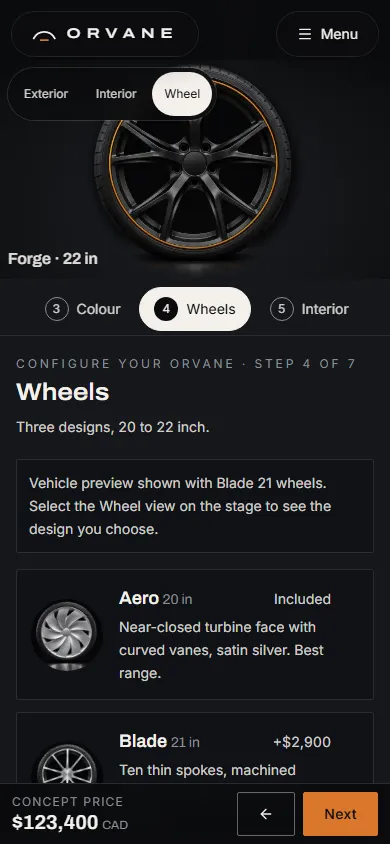 ORVANE
Menu
Exterior Interior Wheel
Forge · 22 in
3 Colour 4 Wheels 5 Interior
CONFIGURE YOUR ORVANE · STEP 4 OF 7
Wheels
Three designs, 20 to 22 inch.
Vehicle preview shown with Blade 21 wheels.
Select the Wheel view on the stage to see the
design you choose.
Aero 20 in Included
Near-closed turbine face with
curved vanes, satin silver. Best
range.
Blade 21 in +$2,900
Ten thin spokes, machined
CONCEPT PRICE
$123,400 CAD
Next